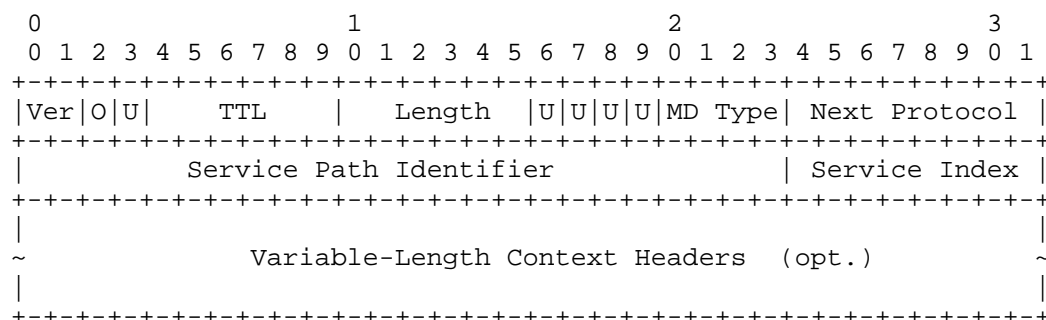 0                   1                   2                   3
 0 1 2 3 4 5 6 7 8 9 0 1 2 3 4 5 6 7 8 9 0 1 2 3 4 5 6 7 8 9 0 1
+-+-+-+-+-+-+-+-+-+-+-+-+-+-+-+-+-+-+-+-+-+-+-+-+-+-+-+-+-+-+-+-+
|Ver|O|U|    TTL    |   Length  |U|U|U|U|MD Type| Next Protocol |
+-+-+-+-+-+-+-+-+-+-+-+-+-+-+-+-+-+-+-+-+-+-+-+-+-+-+-+-+-+-+-+-+
|          Service Path Identifier              | Service Index |
+-+-+-+-+-+-+-+-+-+-+-+-+-+-+-+-+-+-+-+-+-+-+-+-+-+-+-+-+-+-+-+-+
|                                                               |
~              Variable-Length Context Headers  (opt.)          ~
|                                                               |
+-+-+-+-+-+-+-+-+-+-+-+-+-+-+-+-+-+-+-+-+-+-+-+-+-+-+-+-+-+-+-+-+